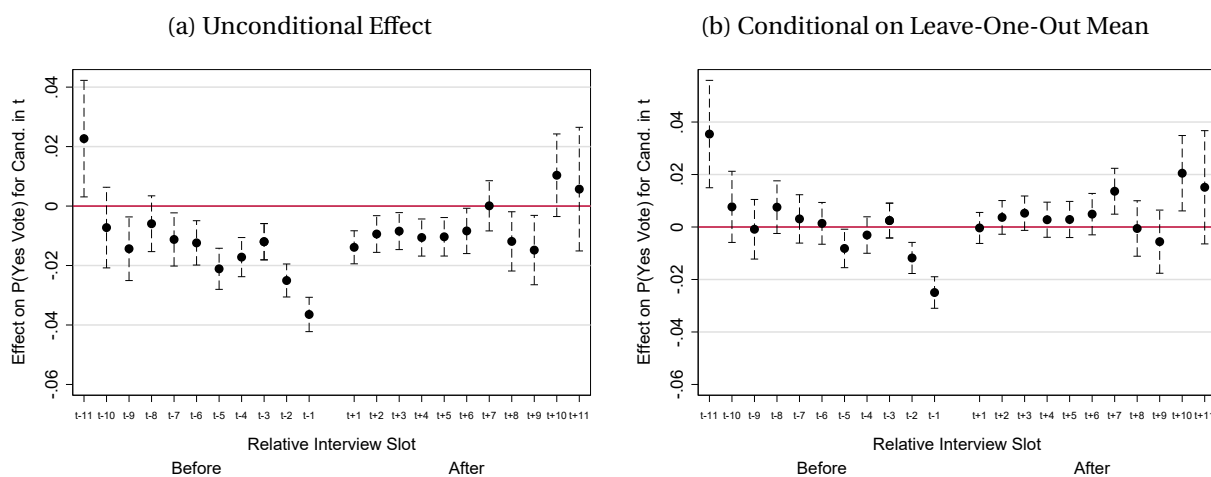 (a) Unconditional Effect
Effect on P(Yes Vote) for Cand. in t
.04
.02
0
-.02
-.04
-.06
t-11 t-10 t-9 t-8 t-7 t-6 t-5 t-4 t-3 t-2 t-1 t+1 t+2 t+3 t+4 t+5 t+6 t+7 t+8 t+9 t+10 t+11
Relative Interview Slot
Before After
(b) Conditional on Leave-One-Out Mean
Effect on P(Yes Vote) for Cand. in t
.04
.02
0
-.02
-.04
-.06
t-11 t-10 t-9 t-8 t-7 t-6 t-5 t-4 t-3 t-2 t-1 t+1 t+2 t+3 t+4 t+5 t+6 t+7 t+8 t+9 t+10 t+11
Relative Interview Slot
Before After